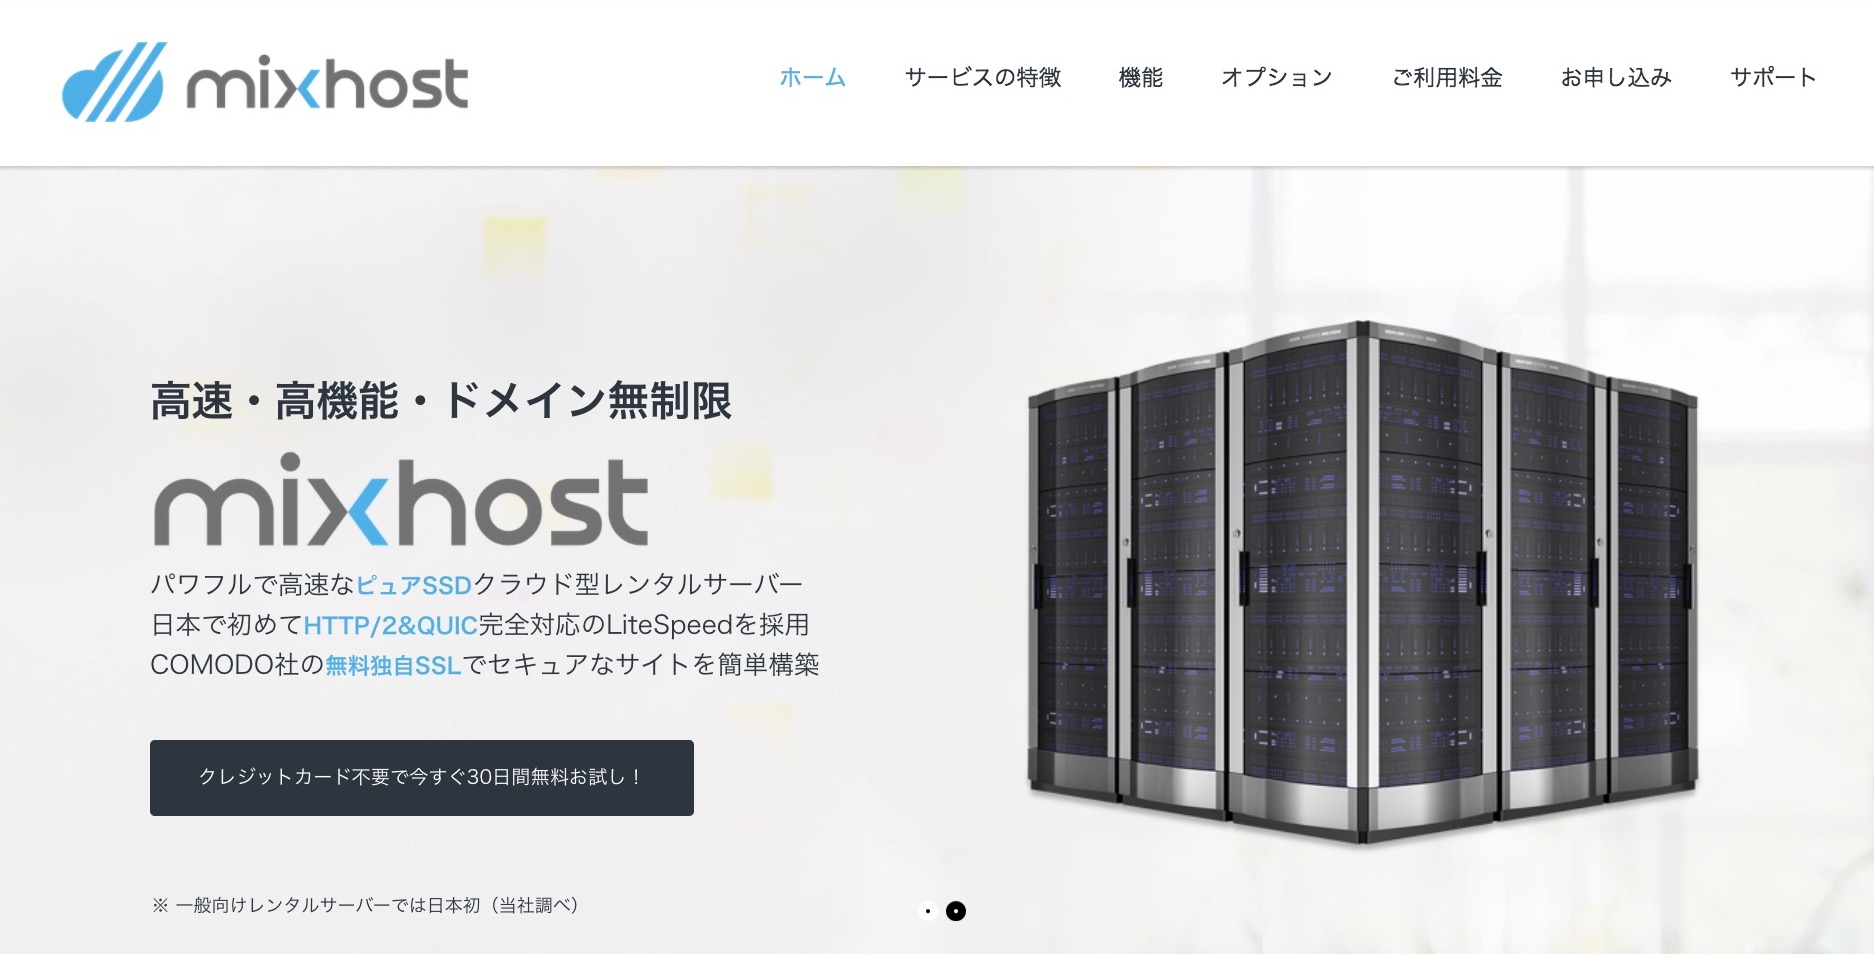 mixhost
ホーム サービスの特徴 機能 オプション ご利用料金 お申し込み サポート
高速・高機能・ドメイン無制限
mixhost
パワフルで高速なピュアSSDクラウド型レンタルサーバー
日本で初めてHTTP/2&QUIC完全対応のLiteSpeedを採用
COMODO社の無料独自SSLでセキュアなサイトを簡単構築
クレジットカード不要で今すぐ30日間無料お試し！
※ 一般向けレンタルサーバーでは日本初（当社調べ）